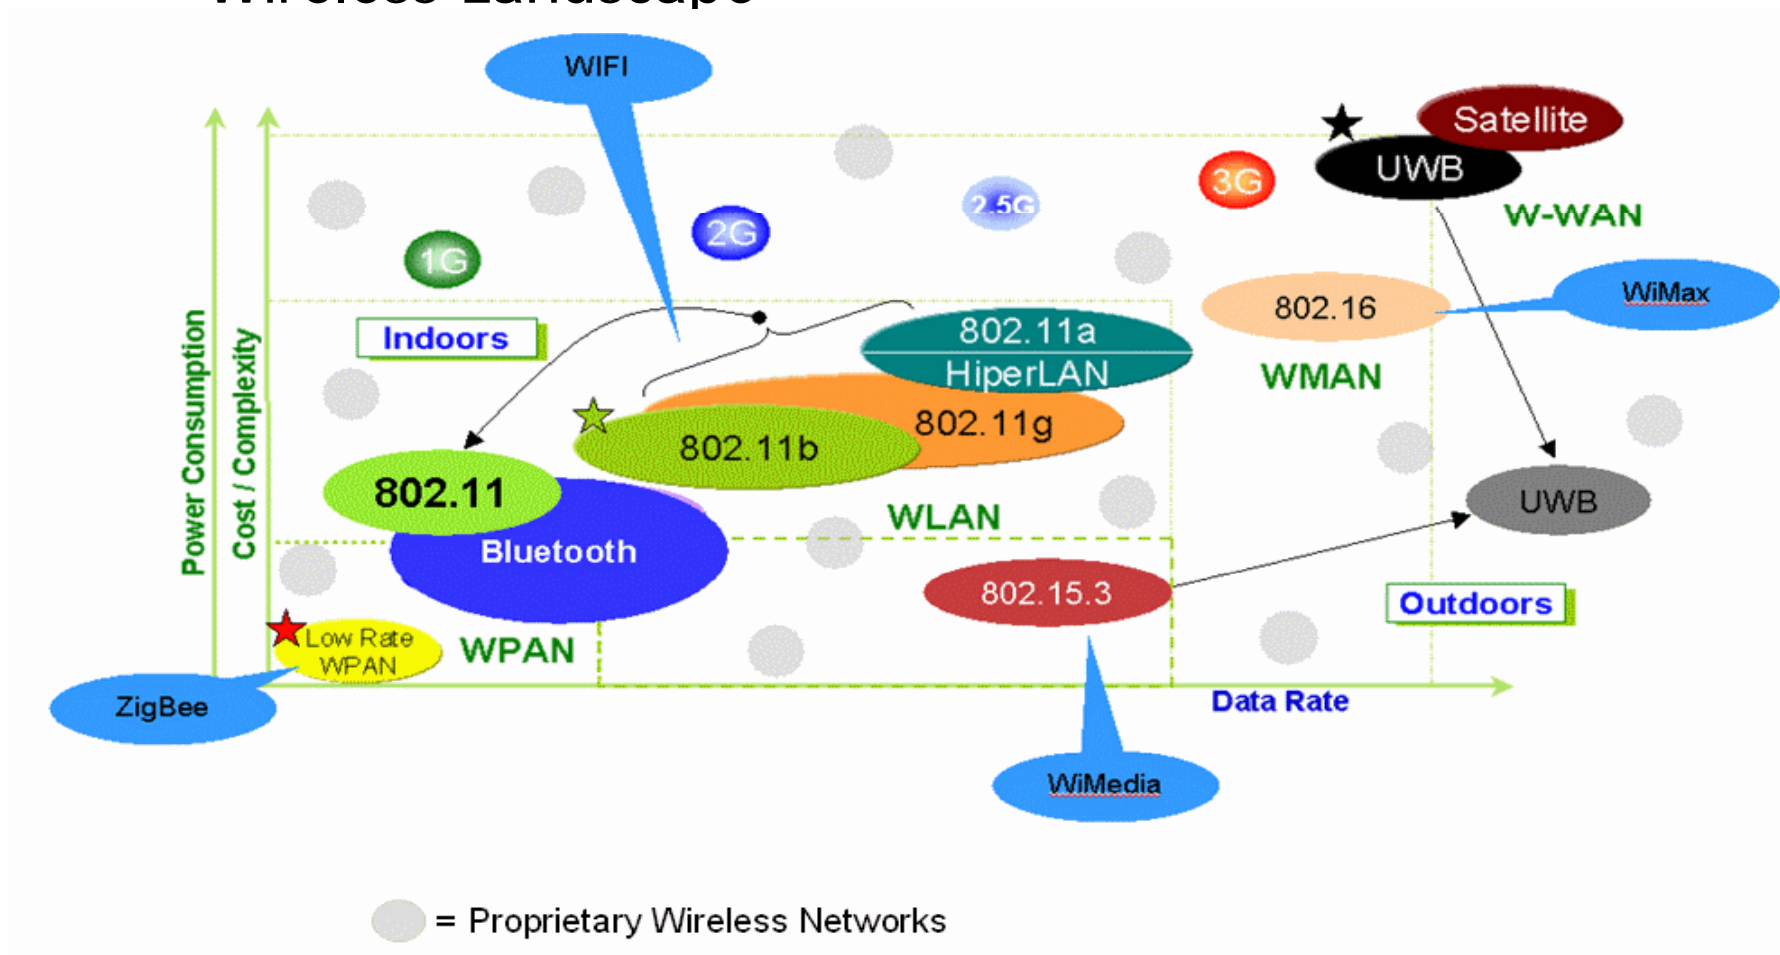 Wireless Landscape
WIFI
Satellite
UWB
3G
2.5G
2G
1G
W-WAN
WiMax
802.16
WMAN
Indoors
802.11a
HiperLAN
802.11g
802.11b
802.11
Bluetooth
WLAN
UWB
802.15.3
Outdoors
Low Rate
WPAN
WPAN
ZigBee
Data Rate
WiMedia
Power Consumption
Cost / Complexity
= Proprietary Wireless Networks